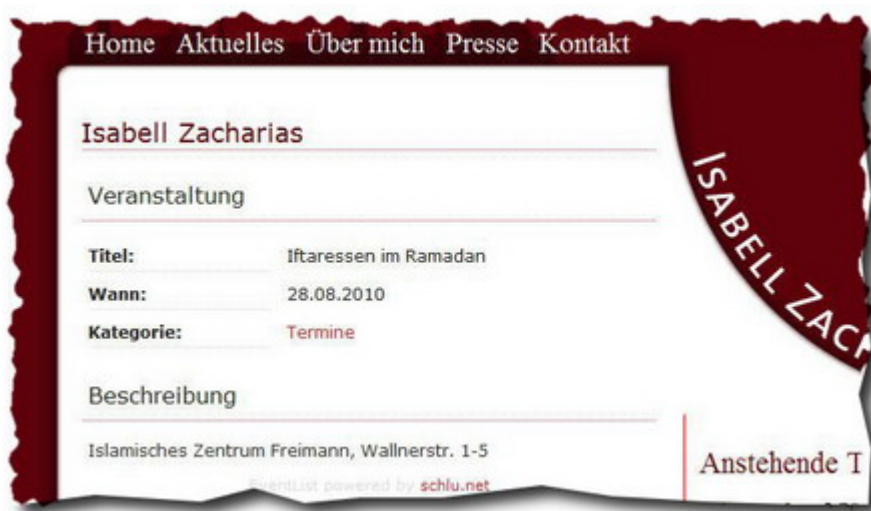 Home Aktuelles Über mich Presse Kontakt
Isabell Zacharias
Veranstaltung
Titel: Iftaressen im Ramadan
Wann: 28.08.2010
Kategorie: Termine
Beschreibung
Islamisches Zentrum Freimann, Wallnerstr. 1-5
EventList powered by schlu.net
ISABELL ZACH
Anstehende T